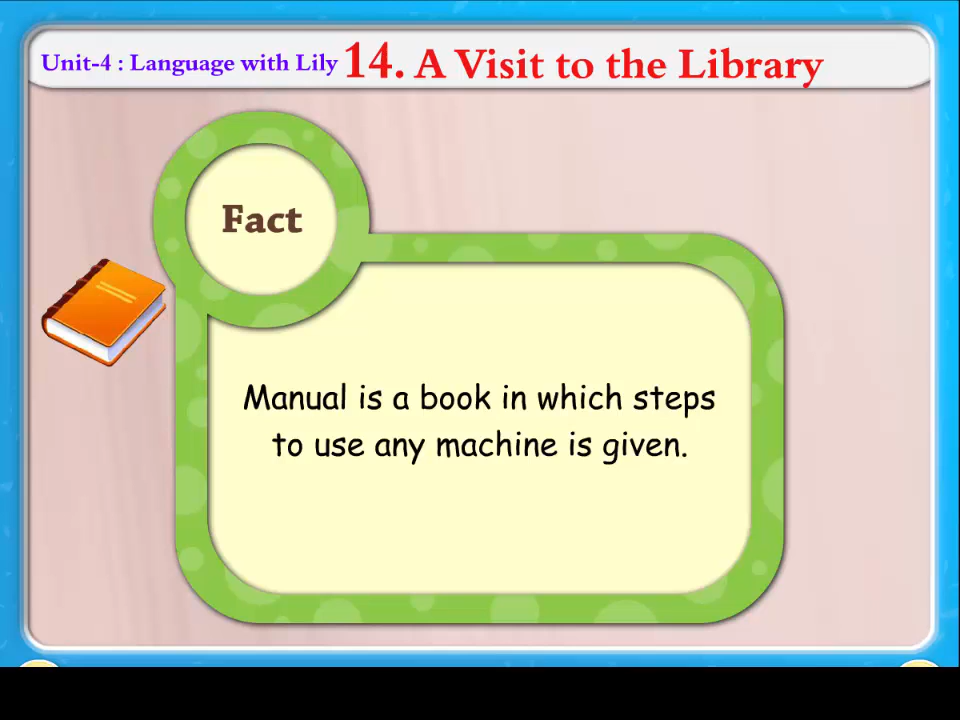 Unit-4 : Language with Lily 14. A Visit to the Library
Fact
Manual is a book in which steps
to use any machine is given.